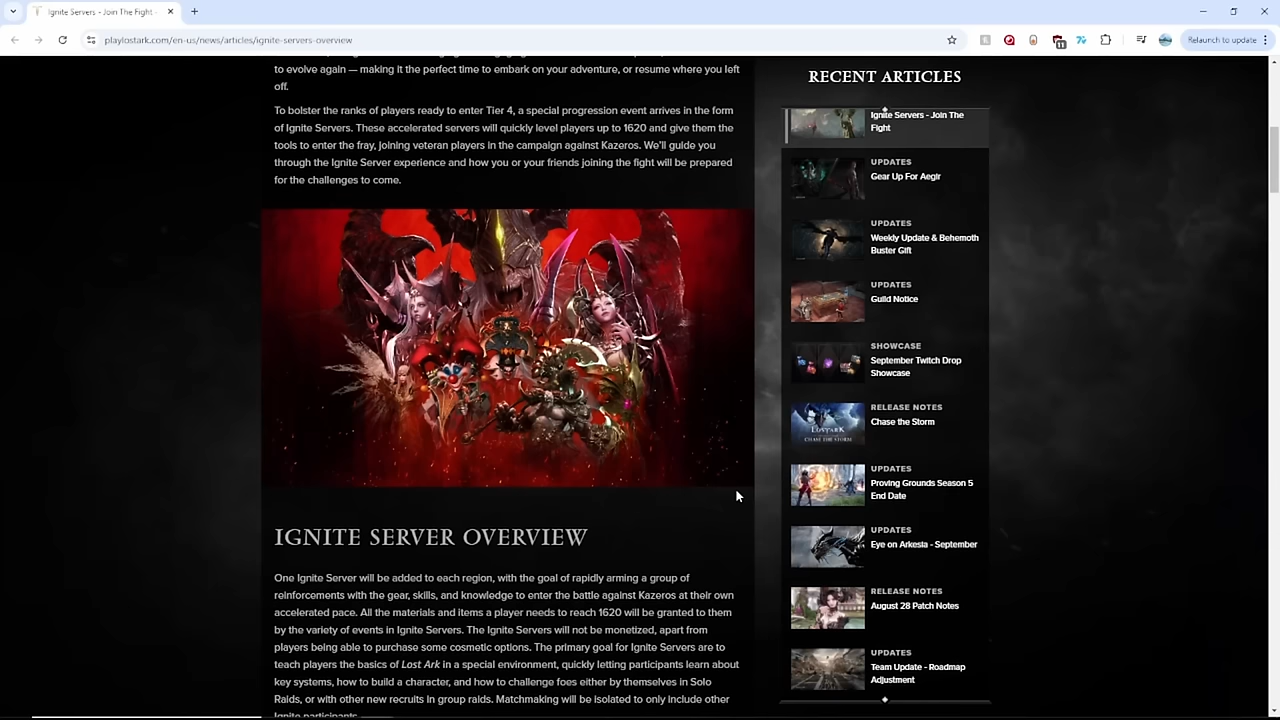 Ignite Servers - Join The Fight -
playlostark.com/en-us/news/articles/ignite-servers-overview
11
Relaunch to update
to evolve again — making it the perfect time to embark on your adventure, or resume where you left
off.
To bolster the ranks of players ready to enter Tier 4, a special progression event arrives in the form
of Ignite Servers. These accelerated servers will quickly level players up to 1620 and give them the
tools to enter the fray, joining veteran players in the campaign against Kazeros. We'll guide you
through the Ignite Server experience and how you or your friends joining the fight will be prepared
for the challenges to come.
IGNITE SERVER OVERVIEW
One Ignite Server will be added to each region, with the goal of rapidly arming a group of
reinforcements with the gear, skills, and knowledge to enter the battle against Kazeros at their own
accelerated pace. All the materials and items a player needs to reach 1620 will be granted to them
by the variety of events in Ignite Servers. The Ignite Servers will not be monetized, apart from
players being able to purchase some cosmetic options. The primary goal for Ignite Servers are to
teach players the basics of Lost Ark in a special environment, quickly letting participants learn about
key systems, how to build a character, and how to challenge foes either by themselves in Solo
Raids, or with other new recruits in group raids. Matchmaking will be isolated to only include other
Ignite participants.
RECENT ARTICLES
Ignite Servers - Join The
Fight
UPDATES
Gear Up For Aegir
UPDATES
Weekly Update & Behemoth
Buster Gift
UPDATES
Guild Notice
SHOWCASE
September Twitch Drop
Showcase
RELEASE NOTES
Chase the Storm
LOST ARK
CHASE THE STORM
UPDATES
Proving Grounds Season 5
End Date
UPDATES
Eye on Arkesia - September
RELEASE NOTES
August 28 Patch Notes
UPDATES
Team Update - Roadmap
Adjustment